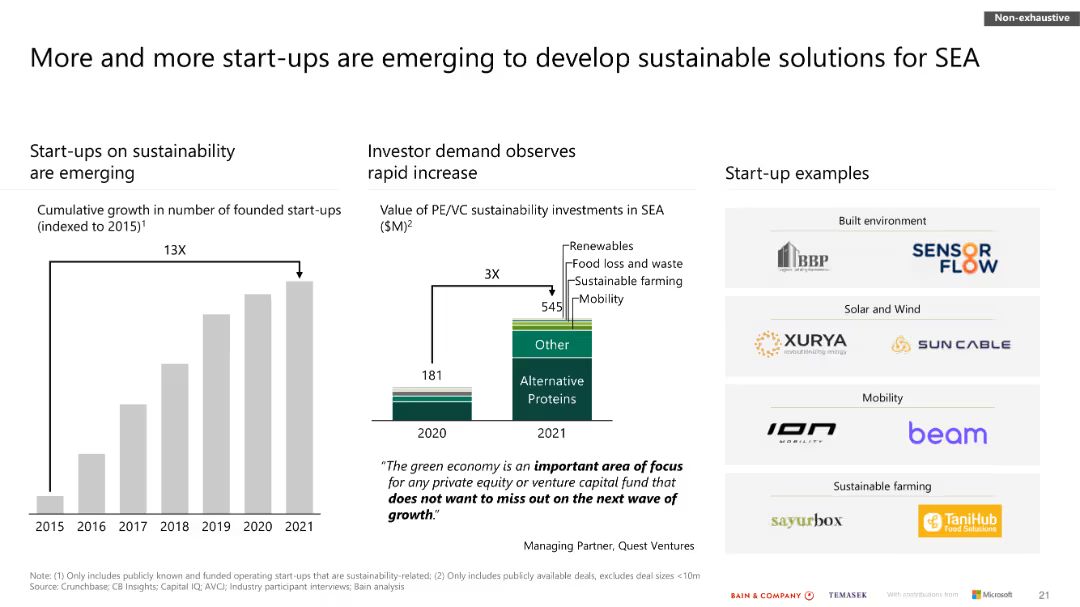 Non-exhaustive
More and more start-ups are emerging to develop sustainable solutions for SEA
Start-ups on sustainability
are emerging
Cumulative growth in number of founded start-ups
(indexed to 2015)1
13X
2015 2016 2017 2018 2019 2020 2021
Investor demand observes
rapid increase
Value of PE/VC sustainability investments in SEA
($M)2
Renewables
Food loss and waste
Sustainable farming
Mobility
3X
545
181
Other
Alternative
Proteins
2020 2021
"The green economy is an important area of focus
for any private equity or venture capital fund that
does not want to miss out on the next wave of
growth."
Managing Partner, Quest Ventures
Start-up examples
Built environment
BBP
SENSOR
FLOW
Solar and Wind
XURYA
revolutionizing energy
SUN CABLE
Mobility
ION
MOBILITY
beam
Sustainable farming
sayurbox
TaniHub
Food Solutions
Note: (1) Only includes publicly known and funded operating start-ups that are sustainability-related; (2) Only includes publicly available deals, excludes deal sizes <10m
Source: Crunchbase; CB Insights; Capital IQ; AVCJ; Industry participant interviews; Bain analysis
BAIN & COMPANY TEMASEK With contributions from Microsoft 21